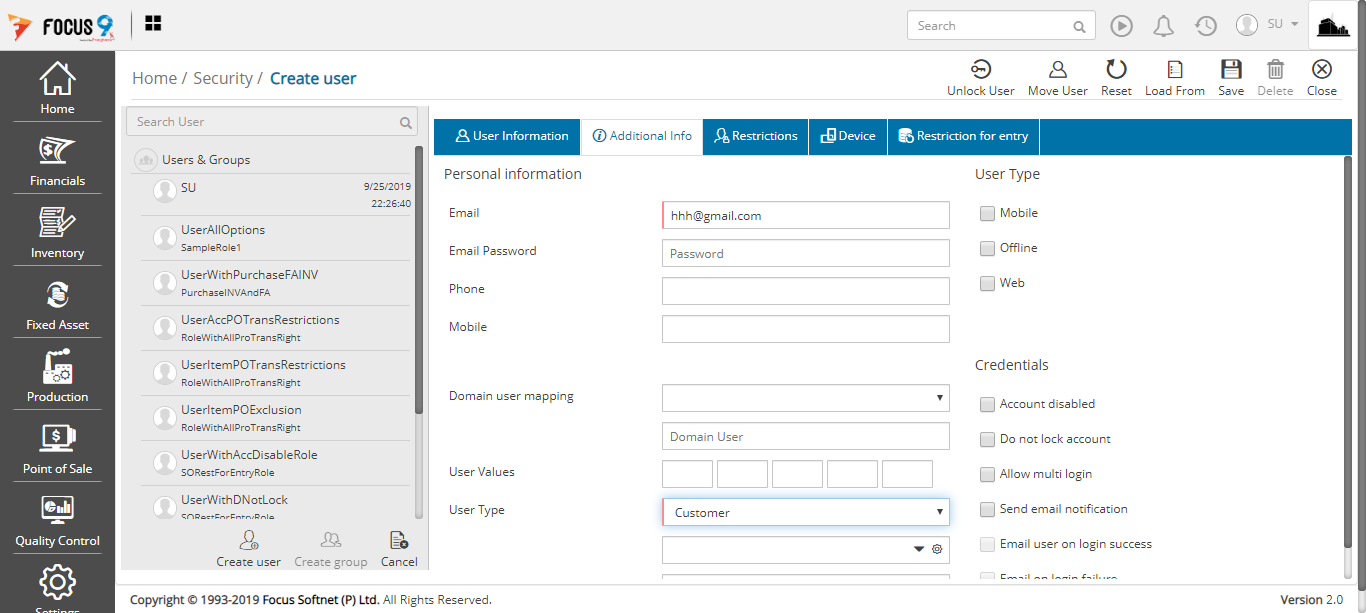 FOCUS 9
Search
SU
Home / Security / Create user
Unlock User
Move User
Reset
Load From
Save
Delete
Close
Home
Financials
Inventory
Fixed Asset
Production
Point of Sale
Quality Control
Settings
Search User
Users & Groups
SU
9/25/2019
22:26:40
UserAllOptions
SampleRole1
UserWithPurchaseFAINV
PurchaseINVAndFA
UserAccPOTransRestrictions
RoleWithAllProTransRight
UserItemPOTransRestrictions
RoleWithAllProTransRight
UserItemPOExclusion
RoleWithAllProTransRight
UserWithAccDisableRole
SORestForEntryRole
UserWithDNotLock
SORestForEntryRole
Create user
Create group
Cancel
User Information
Additional Info
Restrictions
Device
Restriction for entry
Personal information
Email
hhh@gmail.com
Email Password
Password
Phone
Mobile
Domain user mapping
Domain User
User Values
User Type
Customer
User Type
Mobile
Offline
Web
Credentials
Account disabled
Do not lock account
Allow multi login
Send email notification
Email user on login success
Email on login failure
Copyright © 1993-2019 Focus Softnet (P) Ltd. All Rights Reserved.
Version 2.0